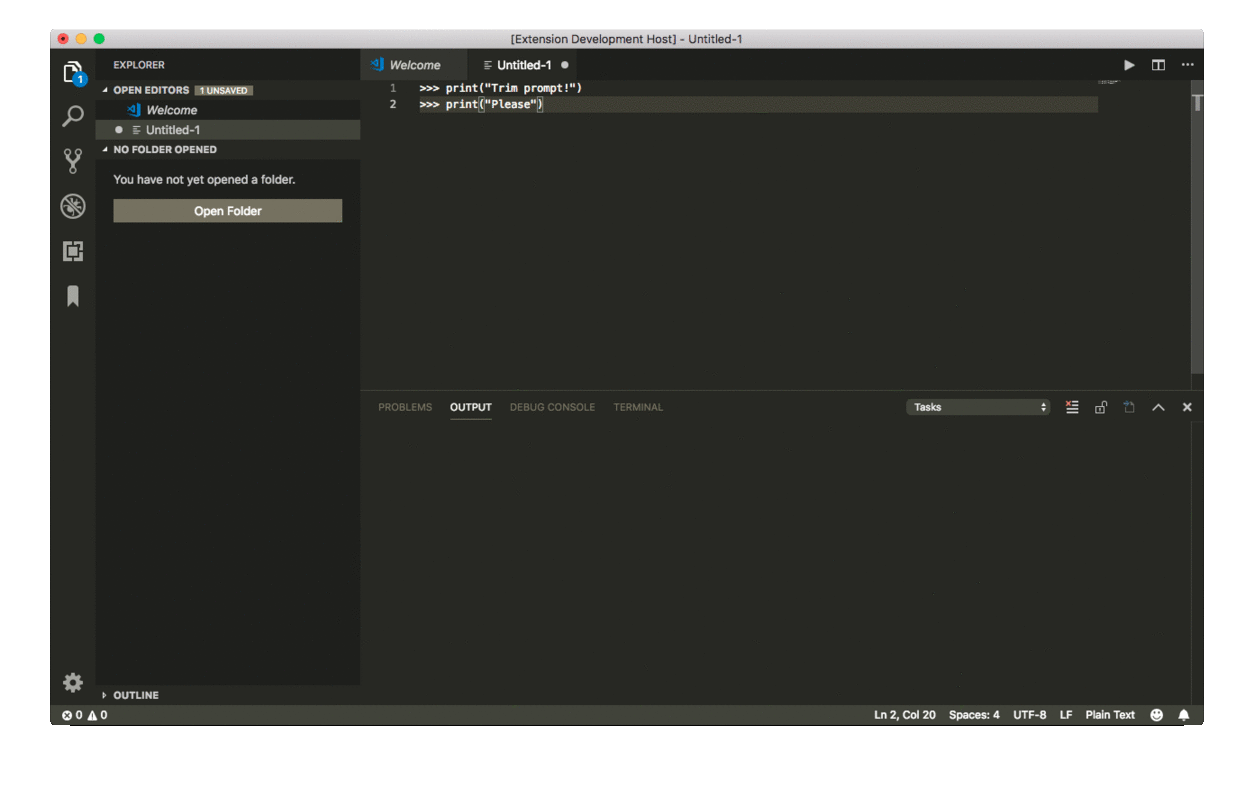 [Extension Development Host] - Untitled-1
EXPLORER
OPEN EDITORS 1 UNSAVED
Welcome
Untitled-1
NO FOLDER OPENED
You have not yet opened a folder.
Open Folder
OUTLINE
1
Welcome
Untitled-1
1 >>> print("Trim prompt!")
2 >>> print("Please")
PROBLEMS OUTPUT DEBUG CONSOLE TERMINAL
Tasks
0 0
Ln 2, Col 20 Spaces: 4 UTF-8 LF Plain Text